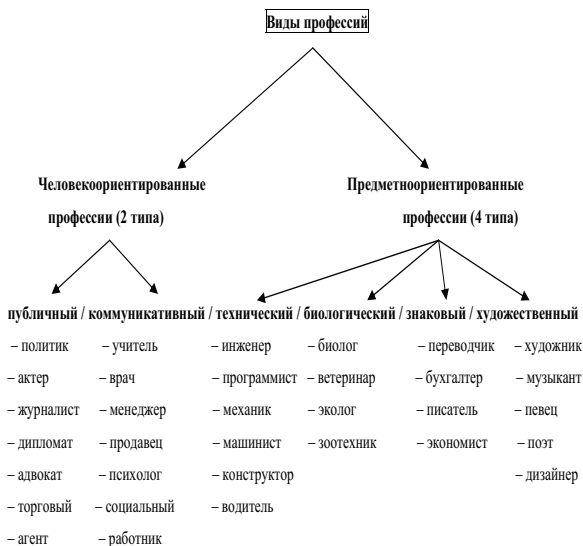 Виды профессий
Человекоориентированные Предметноориентированные
профессии (2 типа) профессии (4 типа)
публичный / коммуникативный / технический / биологический / знаковый / художественный
– политик – учитель – инженер – биолог – переводчик – художник
– актер – врач – программист – ветеринар – бухгалтер – музыкант
– журналист – менеджер – механик – эколог – писатель – певец
– дипломат – продавец – машинист – зоотехник – экономист – поэт
– адвокат – психолог – конструктор – дизайнер
– торговый – социальный – водитель
– агент – работник